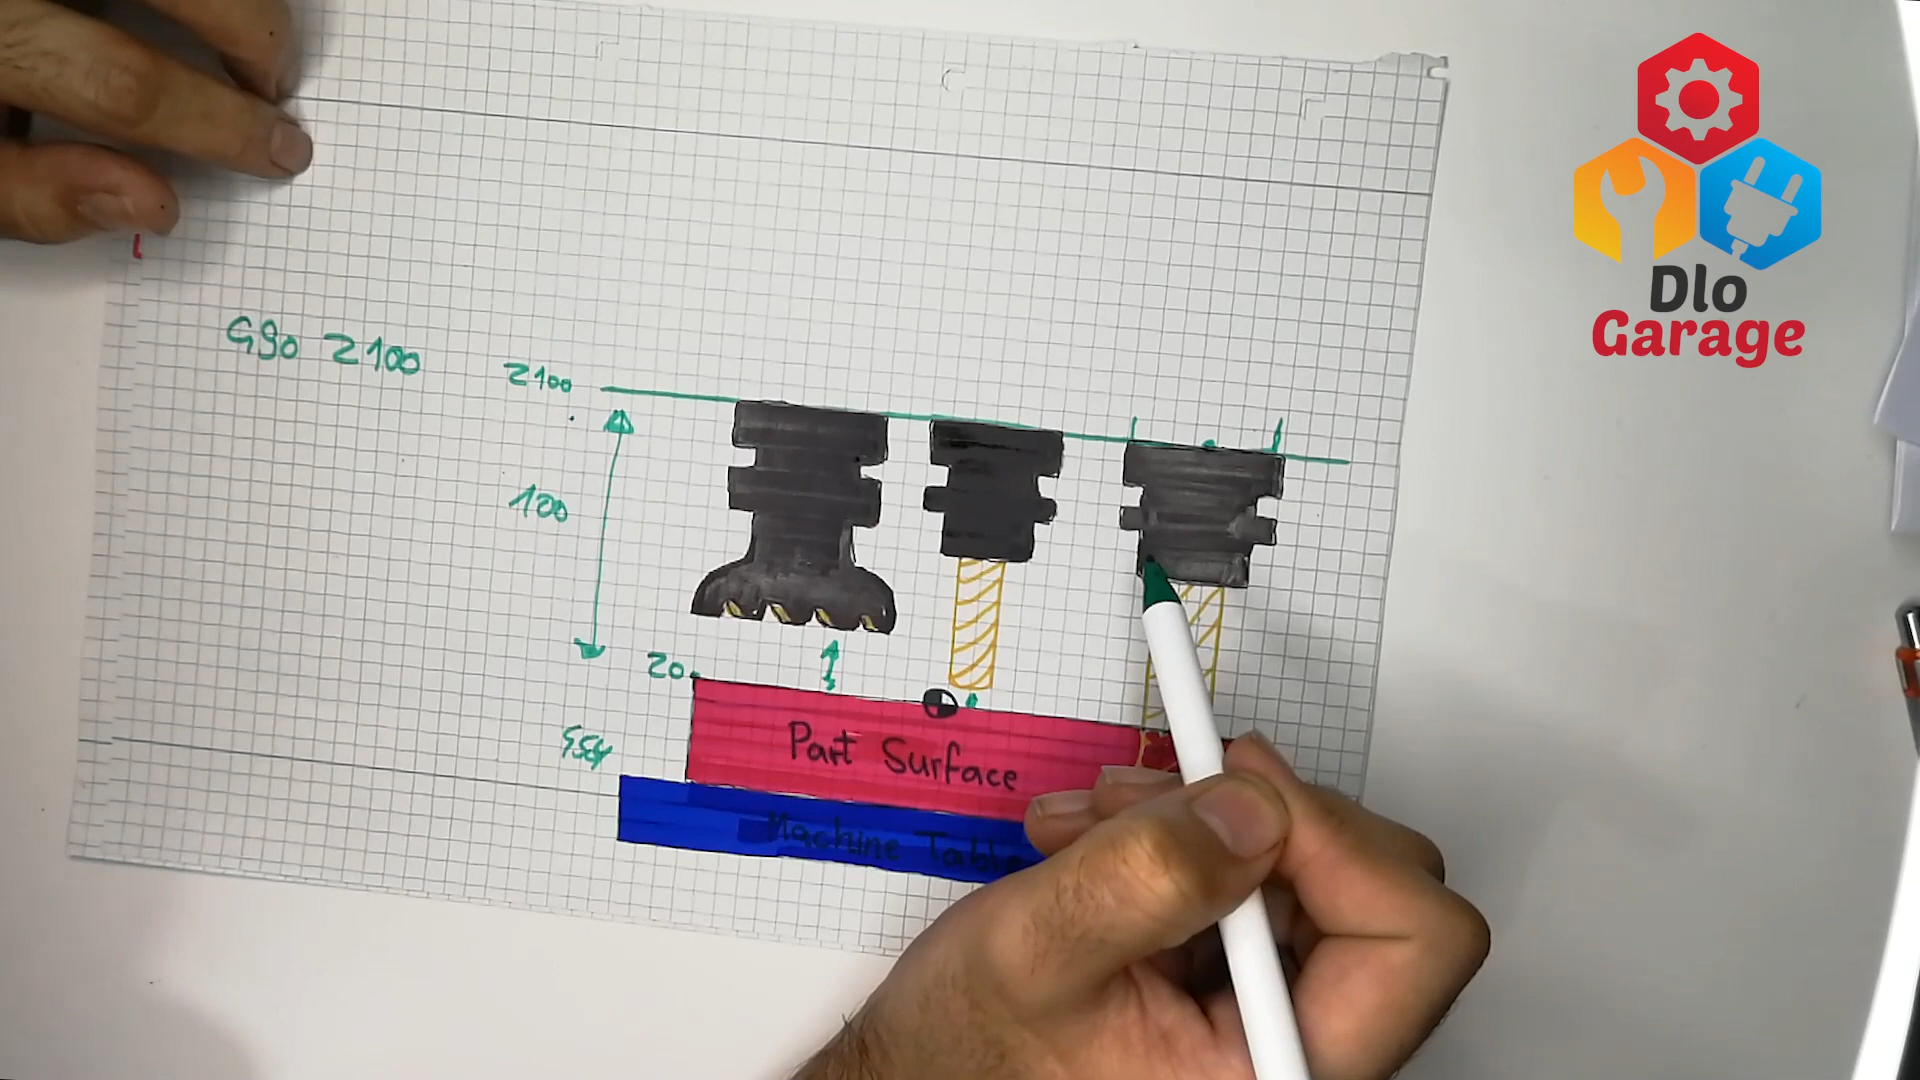 G90 Z100
Z100
100
Z0
G54
Part Surface
Machine Table
Dlo
Garage